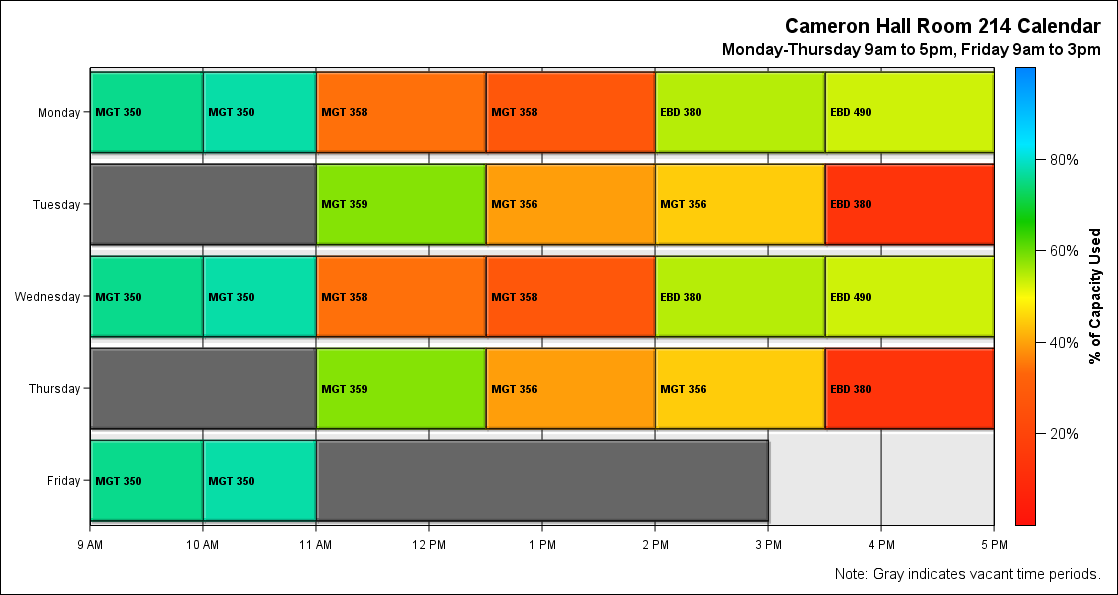 Cameron Hall Room 214 Calendar
Monday-Thursday 9am to 5pm, Friday 9am to 3pm
Monday MGT 350 MGT 350 MGT 358 MGT 358 EBD 380 EBD 490
80%
Tuesday MGT 359 MGT 356 MGT 356 EBD 380
60%
Wednesday MGT 350 MGT 350 MGT 358 MGT 358 EBD 380 EBD 490
% of Capacity Used
40%
Thursday MGT 359 MGT 356 MGT 356 EBD 380
20%
Friday MGT 350 MGT 350
9 AM 10 AM 11 AM 12 PM 1 PM 2 PM 3 PM 4 PM 5 PM
Note: Gray indicates vacant time periods.